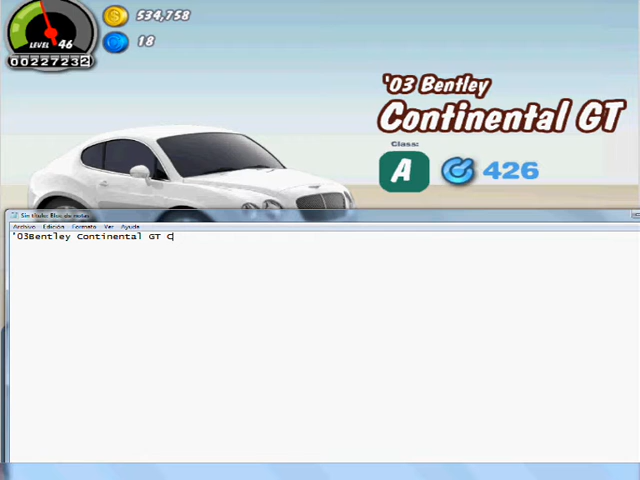 534,758
LEVEL 46
18
00227232
'03 Bentley
Continental GT
Class:
A 426
Sin título: Bloc de notas
Archivo Edición Formato Ver Ayuda
'03Bentley Continental GT C